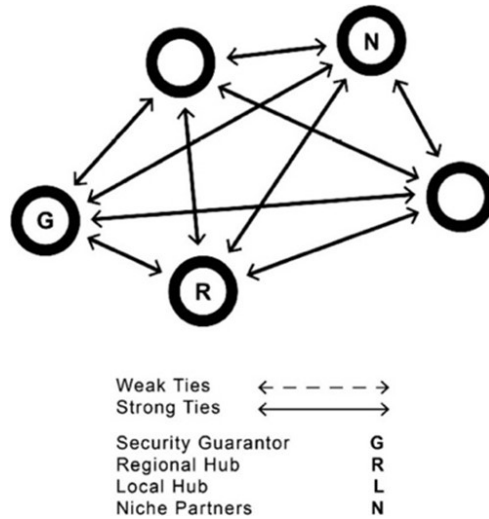 N
G
R
Weak Ties
Strong Ties
Security Guarantor G
Regional Hub R
Local Hub L
Niche Partners N